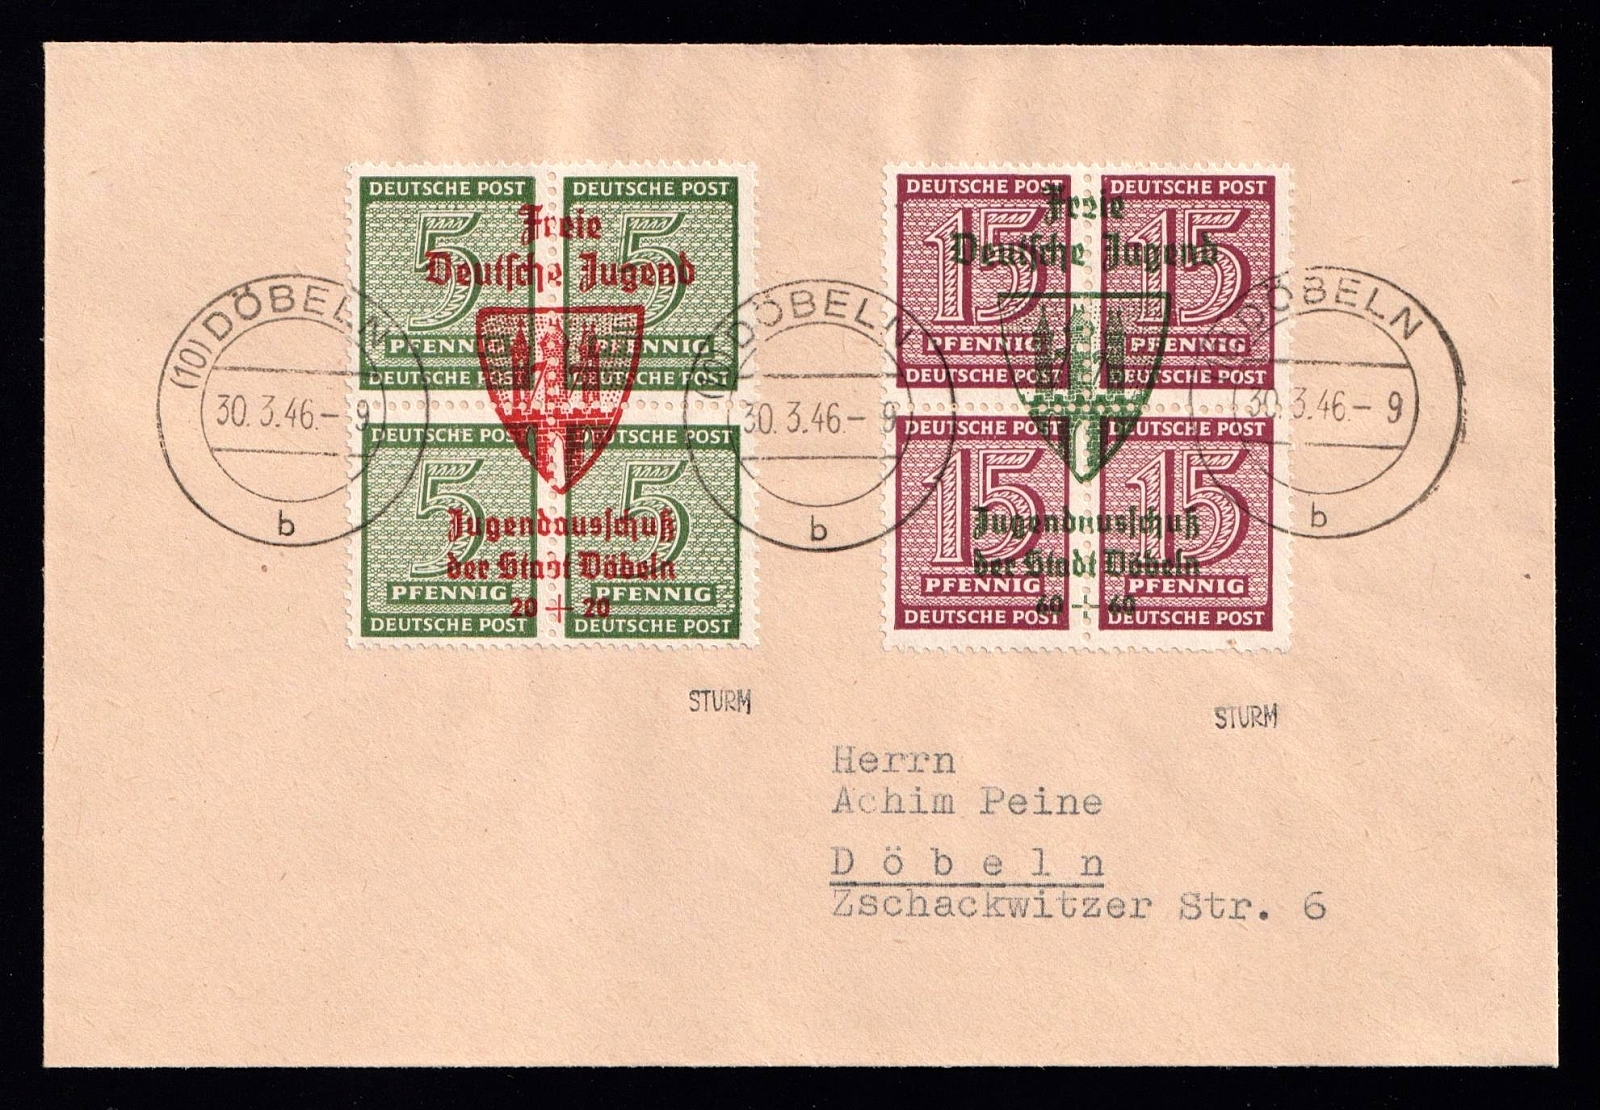 DEUTSCHE POST DEUTSCHE POST
5 5
PFENNIG PFENNIG
DEUTSCHE POST DEUTSCHE POST
DEUTSCHE POST DEUTSCHE POST
5 5
PFENNIG PFENNIG
DEUTSCHE POST DEUTSCHE POST
Freie
Deutsche Jugend
Jugendausschuß
der Stadt Döbeln
20 + 20
DEUTSCHE POST DEUTSCHE POST
15 15
PFENNIG PFENNIG
DEUTSCHE POST DEUTSCHE POST
DEUTSCHE POST DEUTSCHE POST
15 15
PFENNIG PFENNIG
DEUTSCHE POST DEUTSCHE POST
Freie
Deutsche Jugend
Jugendausschuß
der Stadt Döbeln
60 + 60
(10) DÖBELN
30.3.46.-9
b
(10) DÖBELN
30.3.46-9
b
DÖBELN
30.3.46-9
b
STURM
STURM
Herrn
Achim Peine
Döbeln
Zschackwitzer Str. 6